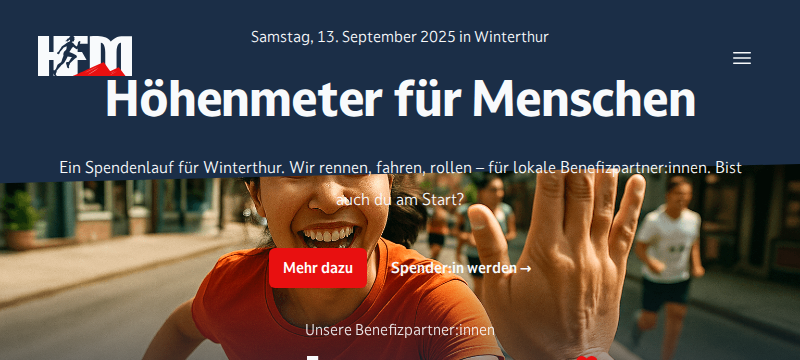 Samstag, 13. September 2025 in Winterthur
HFM
Höhenmeter für Menschen
Ein Spendenlauf für Winterthur. Wir rennen, fahren, rollen – für lokale Benefizpartner:innen. Bist
auch du am Start?
Mehr dazu
Spender:in werden →
Unsere Benefizpartner:innen